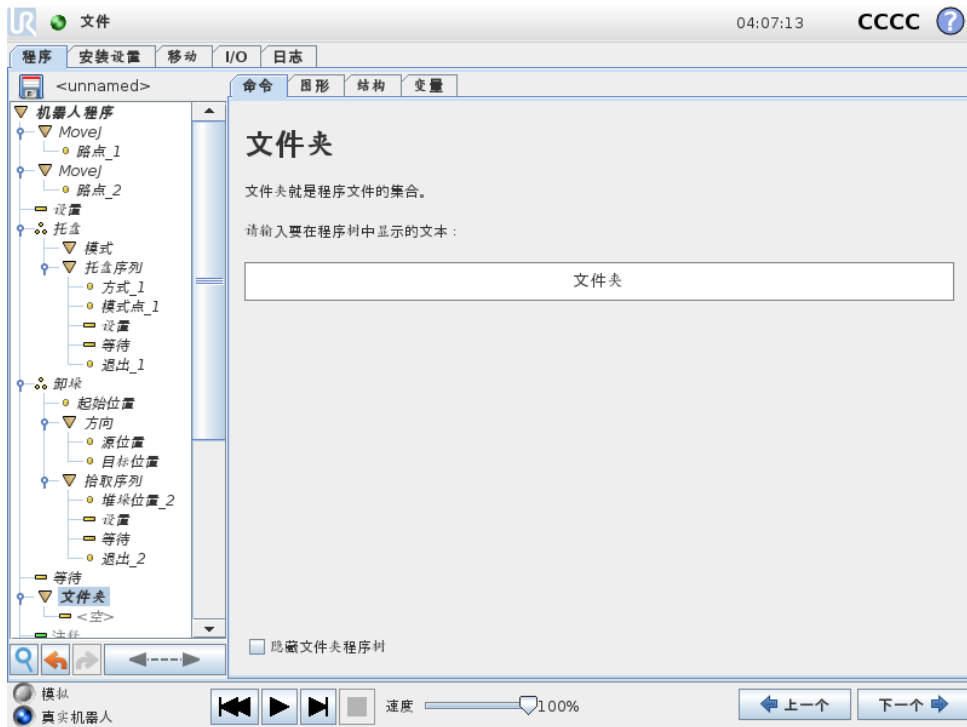 UR 文件 04:07:13 CCCC ?
程序 安装设置 移动 I/O 日志
<unnamed>
命令 图形 结构 变量
机器人程序
MoveJ
路点_1
MoveJ
路点_2
设置
托盘
模式
托盘序列
方式_1
模式点_1
设置
等待
退出_1
卸垛
起始位置
方向
源位置
目标位置
拾取序列
堆垛位置_2
设置
等待
退出_2
等待
文件夹
<空>
注释
文件夹
文件夹就是程序文件的集合。
请输入要在程序树中显示的文本：
文件夹
隐藏文件夹程序树
模拟
真实机器人
速度 100%
上一个 下一个